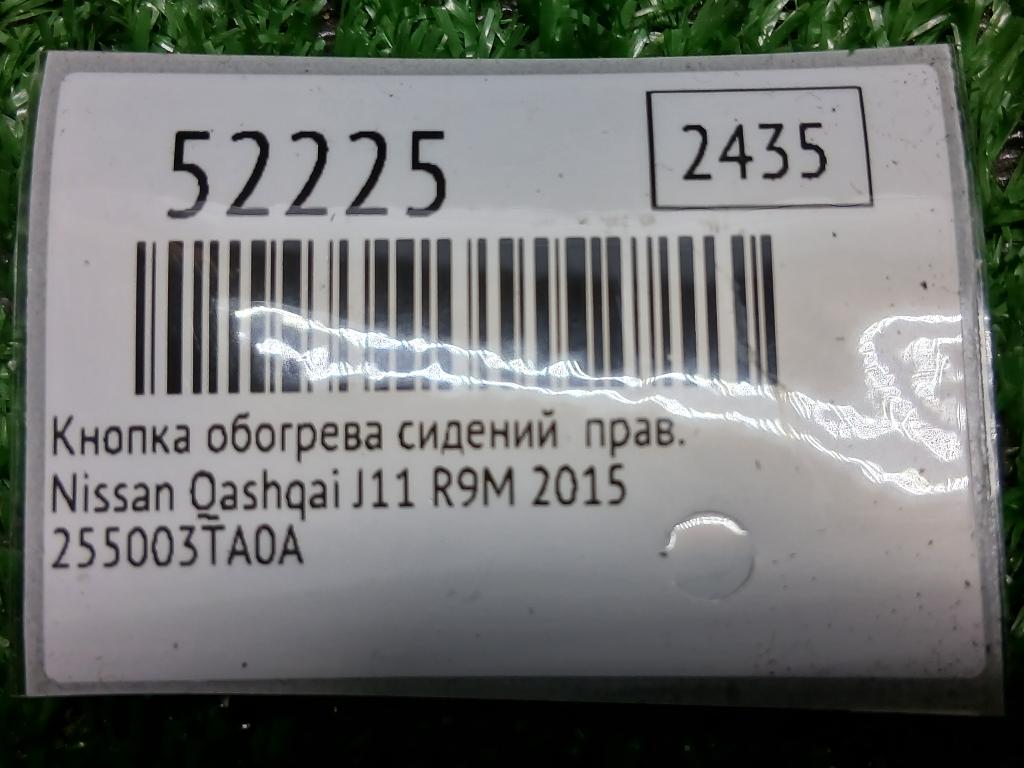 52225
2435
Кнопка обогрева сидений прав.
Nissan Qashqai J11 R9M 2015
255003TA0A